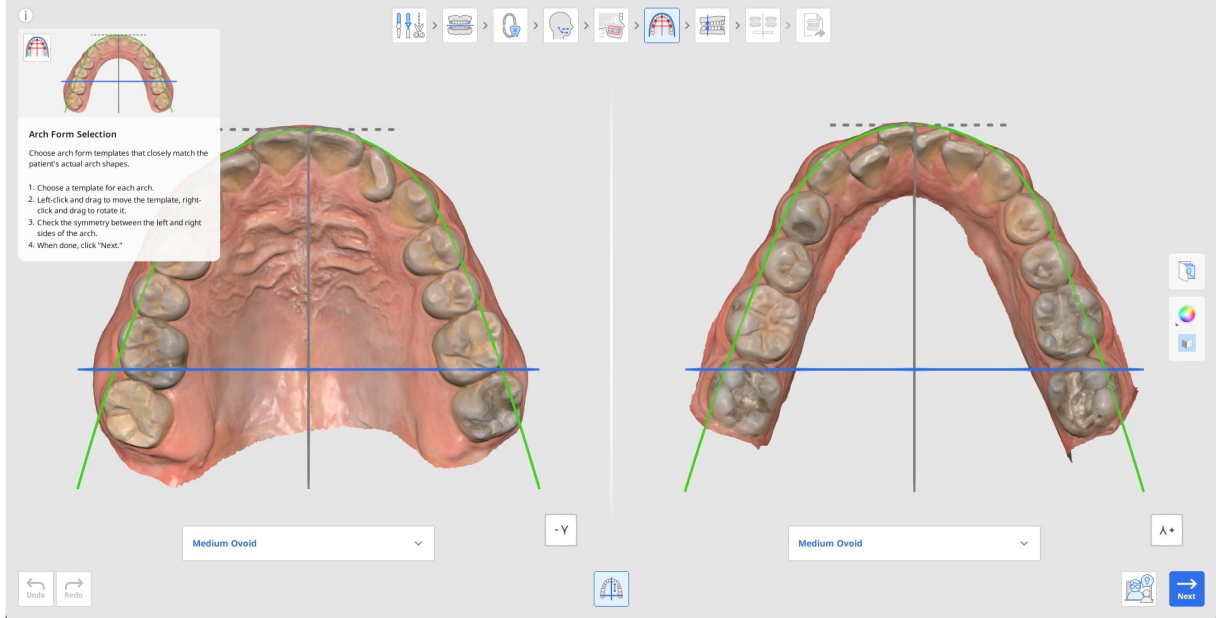 Arch Form Selection
Choose arch form templates that closely match the
patient's actual arch shapes.
1. Choose a template for each arch.
2. Left-click and drag to move the template, right-
click and drag to rotate it.
3. Check the symmetry between the left and right
sides of the arch.
4. When done, click "Next."
- Y
Y +
Medium Ovoid
Medium Ovoid
Undo
Redo
Next